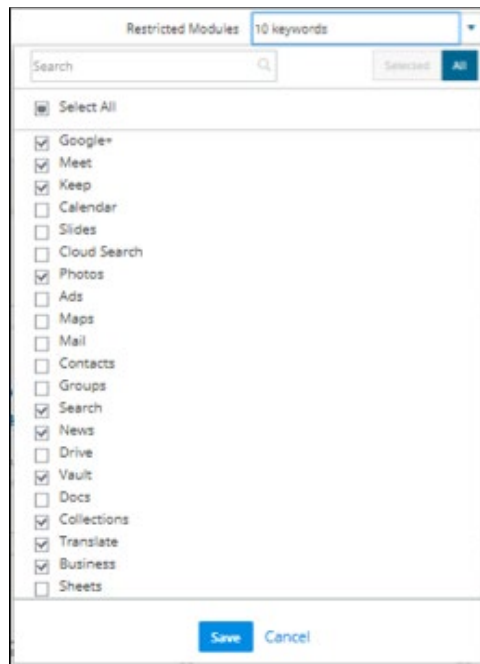 Restricted Modules 10 keywords
Search Selected All
Select All
Google+
Meet
Keep
Calendar
Slides
Cloud Search
Photos
Ads
Maps
Mail
Contacts
Groups
Search
News
Drive
Vault
Docs
Collections
Translate
Business
Sheets
Save Cancel